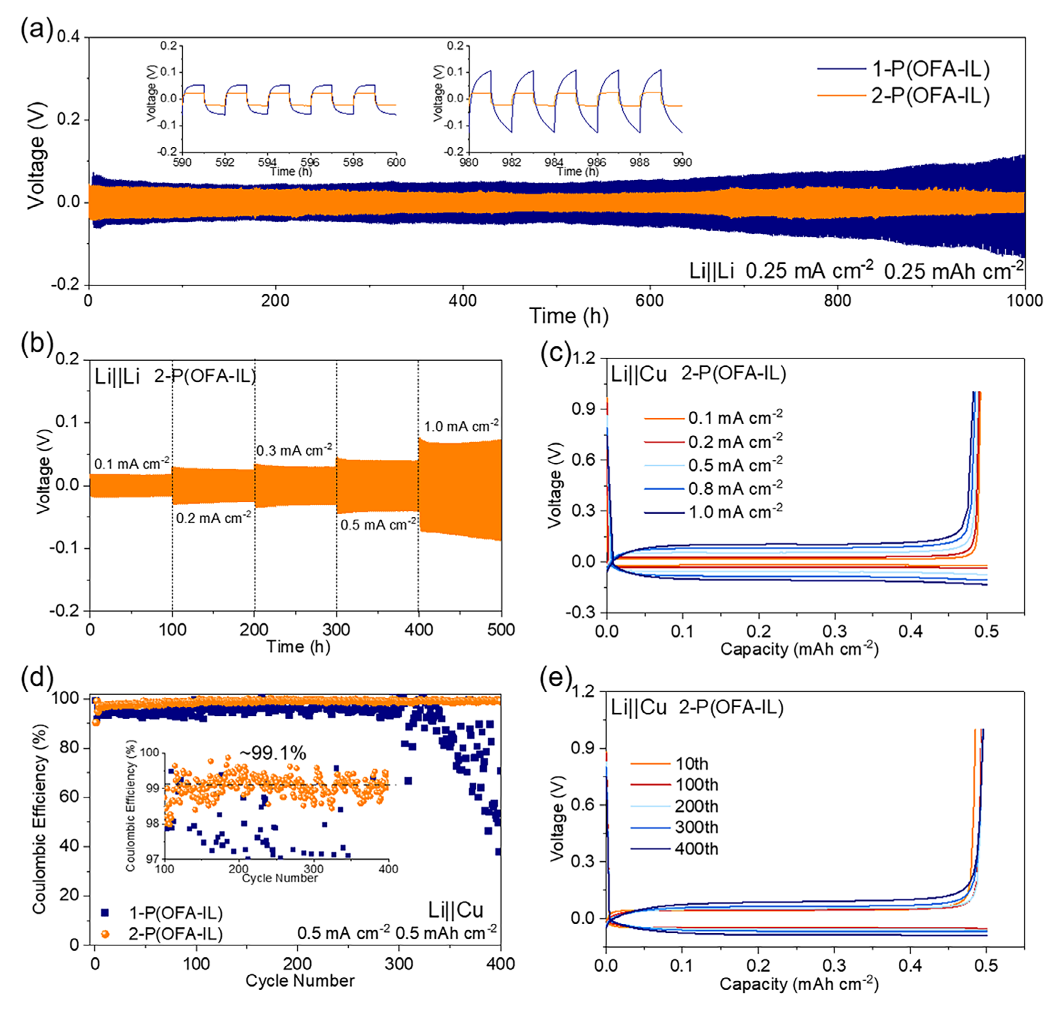 (a)
0.4
0.2
0.0
-0.2
Voltage (V)
0.2
0.1
0.0
-0.1
-0.2
Voltage (V)
590 592 594 596 598 600
Time (h)
0.2
0.1
0.0
-0.1
-0.2
Voltage (V)
980 982 984 986 988 990
Time (h)
1-P(OFA-IL)
2-P(OFA-IL)
Li||Li 0.25 mA cm-2 0.25 mAh cm-2
0 200 400 600 800 1000
Time (h)
(b)
0.2
0.1
0.0
-0.1
-0.2
Voltage (V)
Li||Li 2-P(OFA-IL)
0.1 mA cm-2
0.2 mA cm-2
0.3 mA cm-2
0.5 mA cm-2
1.0 mA cm-2
0 100 200 300 400 500
Time (h)
(c)
1.2
0.9
0.6
0.3
0.0
-0.3
Voltage (V)
Li||Cu 2-P(OFA-IL)
0.1 mA cm-2
0.2 mA cm-2
0.5 mA cm-2
0.8 mA cm-2
1.0 mA cm-2
0.0 0.1 0.2 0.3 0.4 0.5
Capacity (mAh cm-2)
(d)
100
80
60
40
20
0
Coulombic Efficiency (%)
100
99
98
97
Coulombic Efficiency (%)
~99.1%
100 200 300 400
Cycle Number
1-P(OFA-IL)
2-P(OFA-IL)
Li||Cu
0.5 mA cm-2 0.5 mAh cm-2
0 100 200 300 400
Cycle Number
(e)
1.2
0.9
0.6
0.3
0.0
Voltage (V)
Li||Cu 2-P(OFA-IL)
10th
100th
200th
300th
400th
0.0 0.1 0.2 0.3 0.4 0.5
Capacity (mAh cm-2)